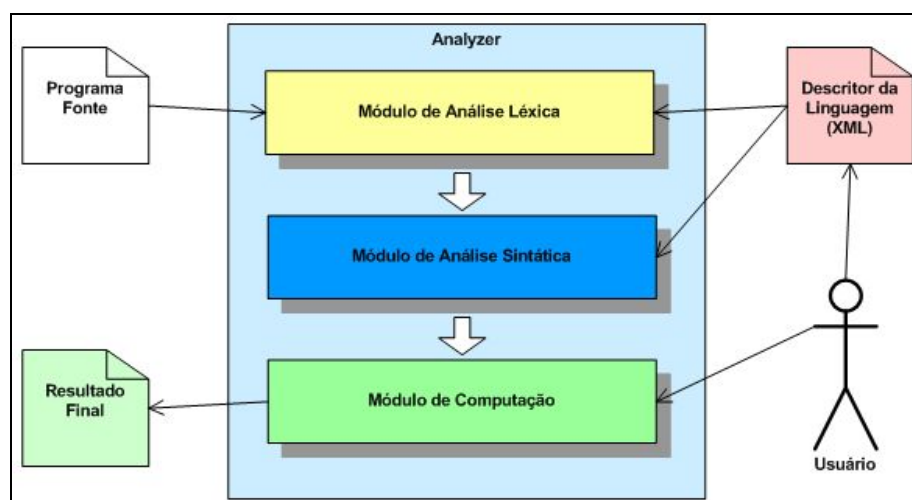 Analyzer
Programa
Fonte
Módulo de Análise Léxica
Descritor da
Linguagem
(XML)
Módulo de Análise Sintática
Resultado
Final
Módulo de Computação
Usuário